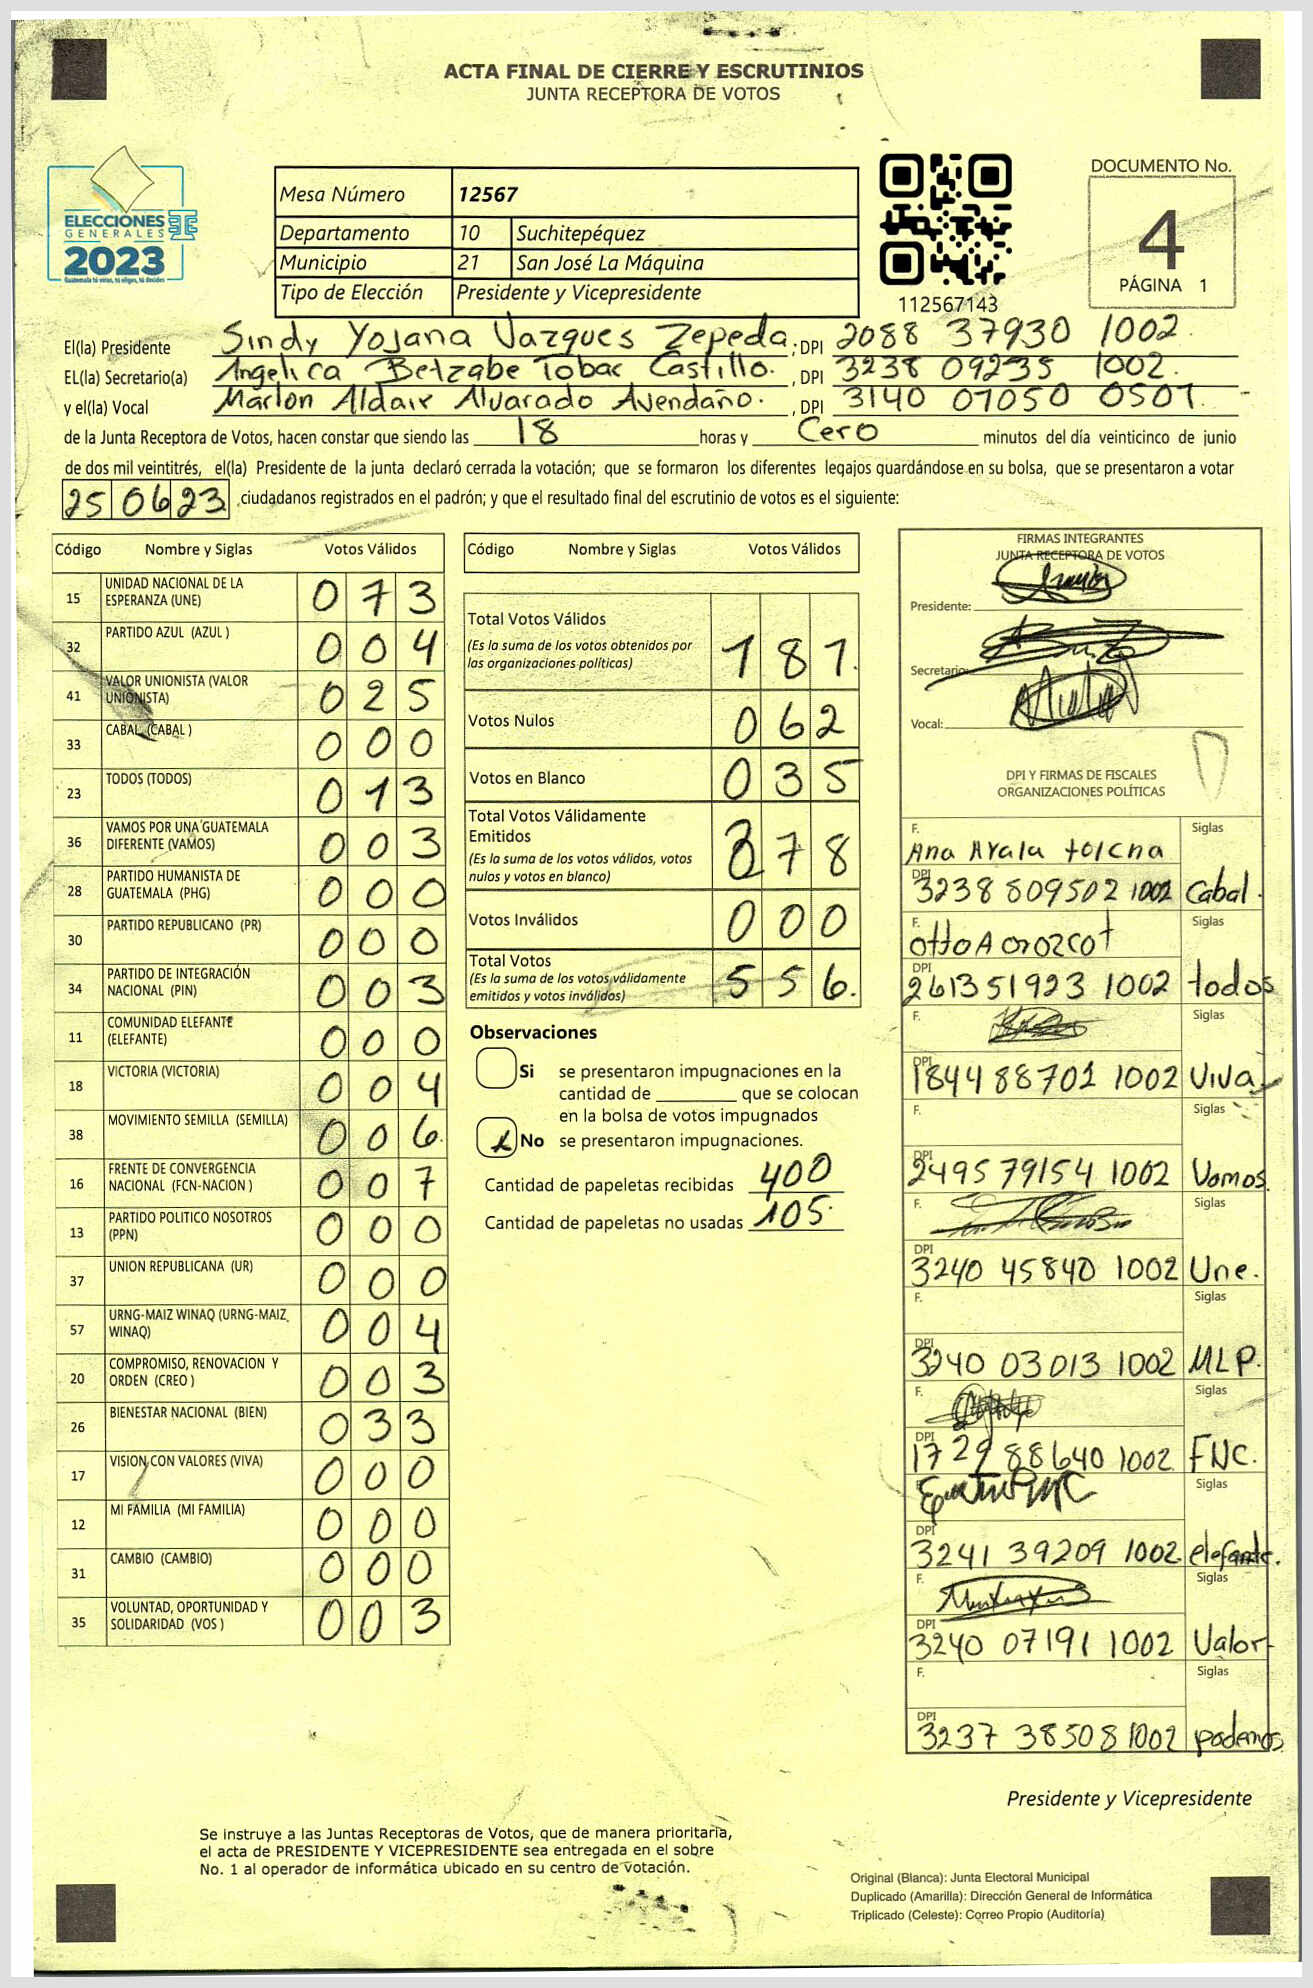 ACTA FINAL DE CIERRE Y ESCRUTINIOS
JUNTA RECEPTORA DE VOTOS
ELECCIONES
GENERALES
2023
Guatemala tú votas, tú eliges, tú decides
Mesa Número 12567
Departamento 10 Suchitepéquez
Municipio 21 San José La Máquina
Tipo de Elección Presidente y Vicepresidente
112567143
DOCUMENTO No.
4
PÁGINA 1
El(la) Presidente Sindy Yojana Vazques Zepeda, DPI 2088 37930 1002
EL(la) Secretario(a) Angelica Betzabe Tobar Castillo. , DPI 3238 09235 1002.
y el(la) Vocal Marlon Aldair Alvarado Avendaño. , DPI 3140 07050 0507.
de la Junta Receptora de Votos, hacen constar que siendo las 18 horas y Cero minutos del día veinticinco de junio
de dos mil veintitrés, el(la) Presidente de la junta declaró cerrada la votación; que se formaron los diferentes legajos guardándose en su bolsa, que se presentaron a votar
250623 ,ciudadanos registrados en el padrón; y que el resultado final del escrutinio de votos es el siguiente:
Código Nombre y Siglas Votos Válidos
15 UNIDAD NACIONAL DE LA ESPERANZA (UNE) 073
32 PARTIDO AZUL (AZUL ) 004
41 VALOR UNIONISTA (VALOR UNIONISTA) 025
33 CABAL (CABAL ) 000
23 TODOS (TODOS) 013
36 VAMOS POR UNA GUATEMALA DIFERENTE (VAMOS) 003
28 PARTIDO HUMANISTA DE GUATEMALA (PHG) 000
30 PARTIDO REPUBLICANO (PR) 000
34 PARTIDO DE INTEGRACIÓN NACIONAL (PIN) 003
11 COMUNIDAD ELEFANTE (ELEFANTE) 000
18 VICTORIA (VICTORIA) 004
38 MOVIMIENTO SEMILLA (SEMILLA) 006
16 FRENTE DE CONVERGENCIA NACIONAL (FCN-NACION ) 007
13 PARTIDO POLITICO NOSOTROS (PPN) 000
37 UNION REPUBLICANA (UR) 000
57 URNG-MAIZ WINAQ (URNG-MAIZ WINAQ) 004
20 COMPROMISO, RENOVACION Y ORDEN (CREO ) 003
26 BIENESTAR NACIONAL (BIEN) 033
17 VISION CON VALORES (VIVA) 000
12 MI FAMILIA (MI FAMILIA) 000
31 CAMBIO (CAMBIO) 000
35 VOLUNTAD, OPORTUNIDAD Y SOLIDARIDAD (VOS ) 003
Código Nombre y Siglas Votos Válidos
Total Votos Válidos
(Es la suma de los votos obtenidos por
las organizaciones políticas) 181.
Votos Nulos 062
Votos en Blanco 035
Total Votos Válidamente
Emitidos
(Es la suma de los votos válidos, votos
nulos y votos en blanco) 278
Votos Inválidos 000
Total Votos
(Es la suma de los votos válidamente
emitidos y votos inválidos) 556.
Observaciones
Si se presentaron impugnaciones en la
cantidad de ________ que se colocan
en la bolsa de votos impugnados
x No se presentaron impugnaciones.
Cantidad de papeletas recibidas 400
Cantidad de papeletas no usadas 105.
FIRMAS INTEGRANTES
JUNTA RECEPTORA DE VOTOS
Presidente:
Secretario:
Vocal:
DPI Y FIRMAS DE FISCALES
ORGANIZACIONES POLÍTICAS
F. Siglas
Ana Ayala
DPI 3238 809502 1002 Cabal.
F. Siglas
DPI 261351923 1002 todos
F. Siglas
DPI 1844 88701 1002 Viva
F. Siglas
DPI 2495 79154 1002 Vamos.
F. Siglas
DPI 3240 45840 1002 Une.
F. Siglas
DPI 3240 03013 1002 MLP.
F. Siglas
DPI 1729 88640 1002 FNC.
Siglas
DPI 3241 39209 1002 elefante.
F. Siglas
DPI 3240 07191 1002 Valor
F. Siglas
DPI 3237 38508 1002 podemos
Presidente y Vicepresidente
Se instruye a las Juntas Receptoras de Votos, que de manera prioritaria,
el acta de PRESIDENTE Y VICEPRESIDENTE sea entregada en el sobre
No. 1 al operador de informática ubicado en su centro de votación.
Original (Blanca): Junta Electoral Municipal
Duplicado (Amarilla): Dirección General de Informática
Triplicado (Celeste): Correo Propio (Auditoría)